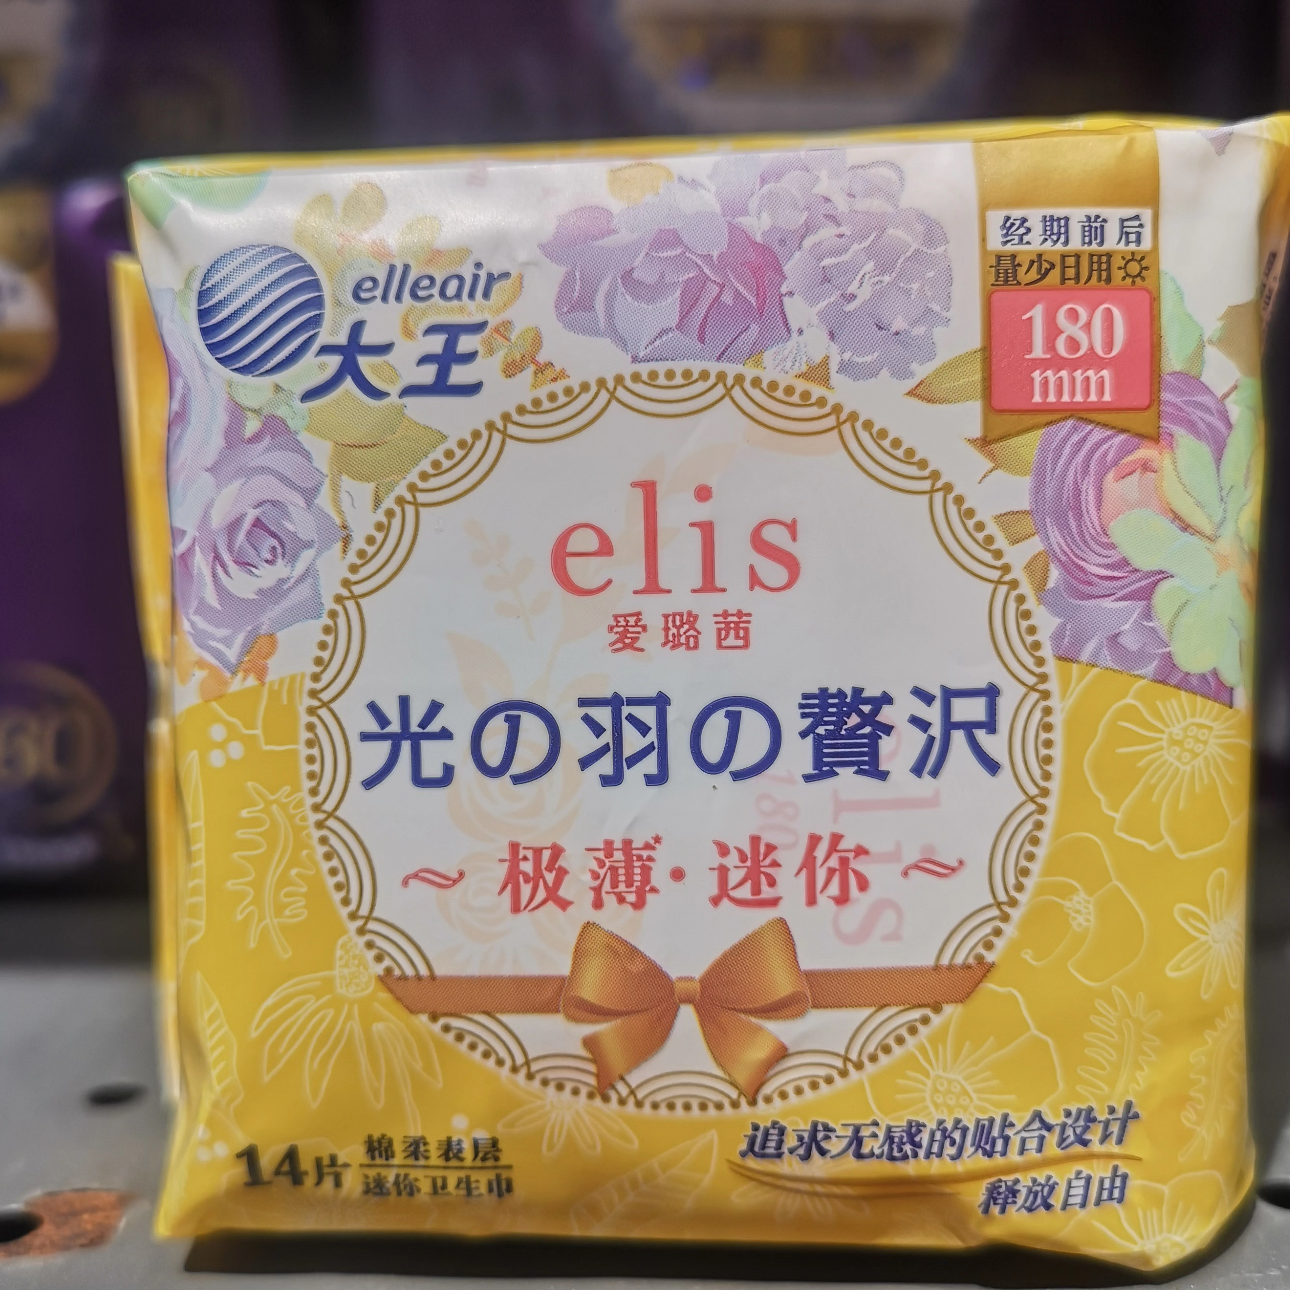 elleair
大王
经期前后
量少日用
180
mm
elis
爱璐茜
光の羽の贅沢
～极薄·迷你～
14片
棉柔表层
迷你卫生巾
追求无感的贴合设计
释放自由